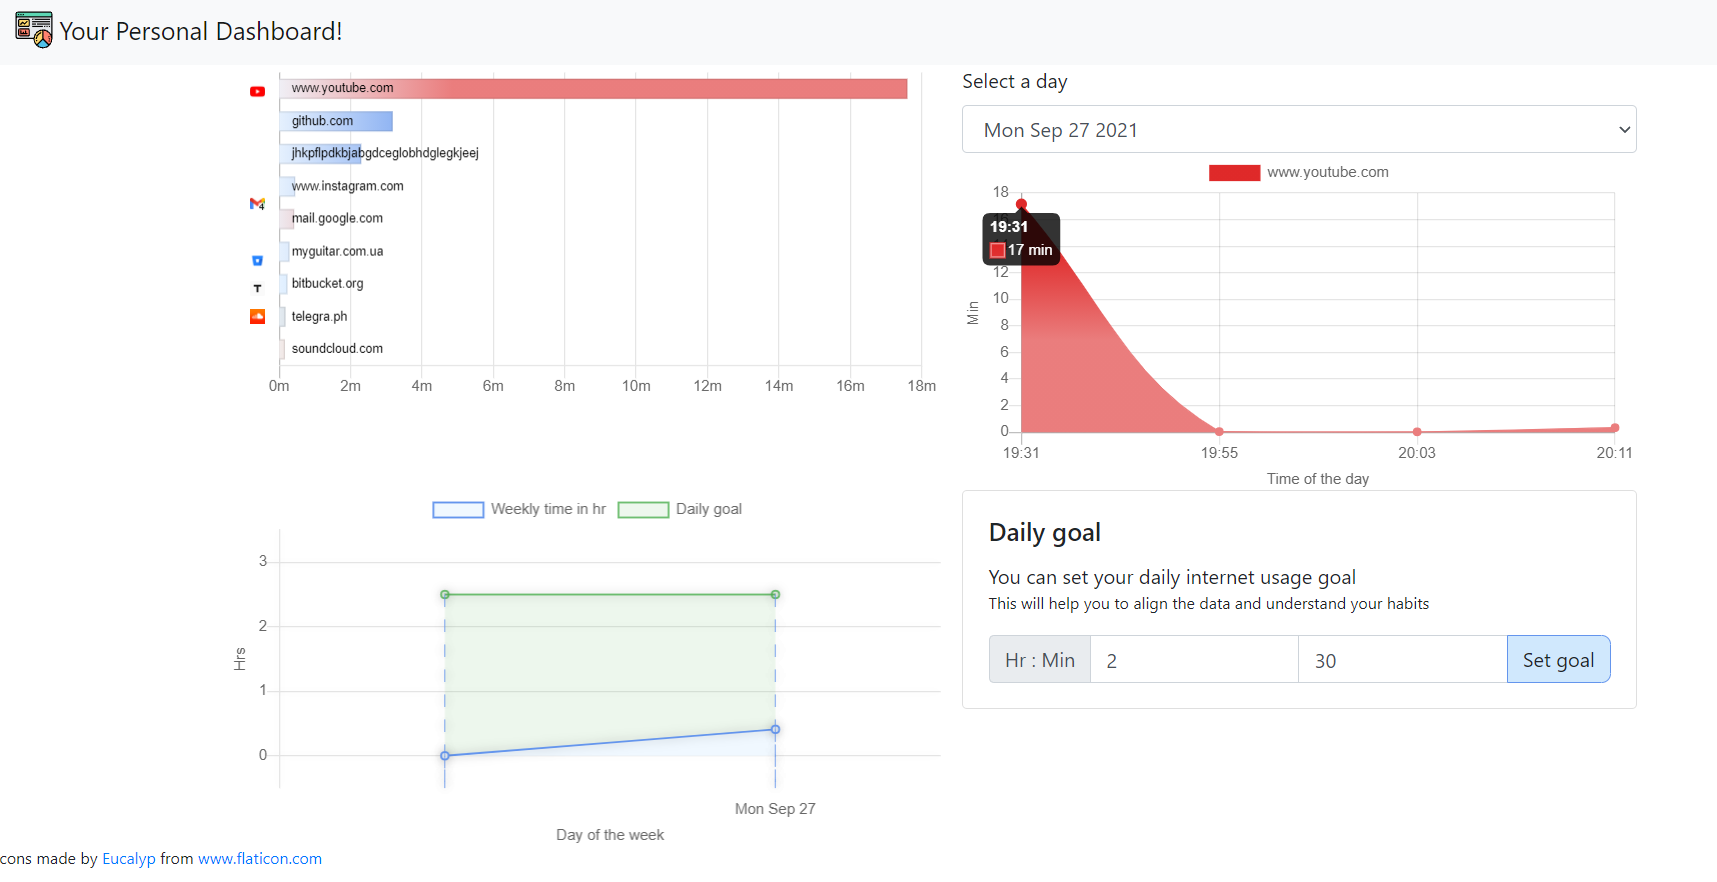 Your Personal Dashboard!
www.youtube.com
github.com
jhkpflpdkbjabgdceglobhdglegkjeej
www.instagram.com
mail.google.com
myguitar.com.ua
bitbucket.org
telegra.ph
soundcloud.com
0m 2m 4m 6m 8m 10m 12m 14m 16m 18m
Select a day
Mon Sep 27 2021
www.youtube.com
18
16
19:31
17 min
12
10
8
6
4
2
0
Min
19:31 19:55 20:03 20:11
Time of the day
Weekly time in hr Daily goal
3
2
1
0
Hrs
Mon Sep 27
Day of the week
Daily goal
You can set your daily internet usage goal
This will help you to align the data and understand your habits
Hr : Min 2 30 Set goal
cons made by Eucalyp from www.flaticon.com